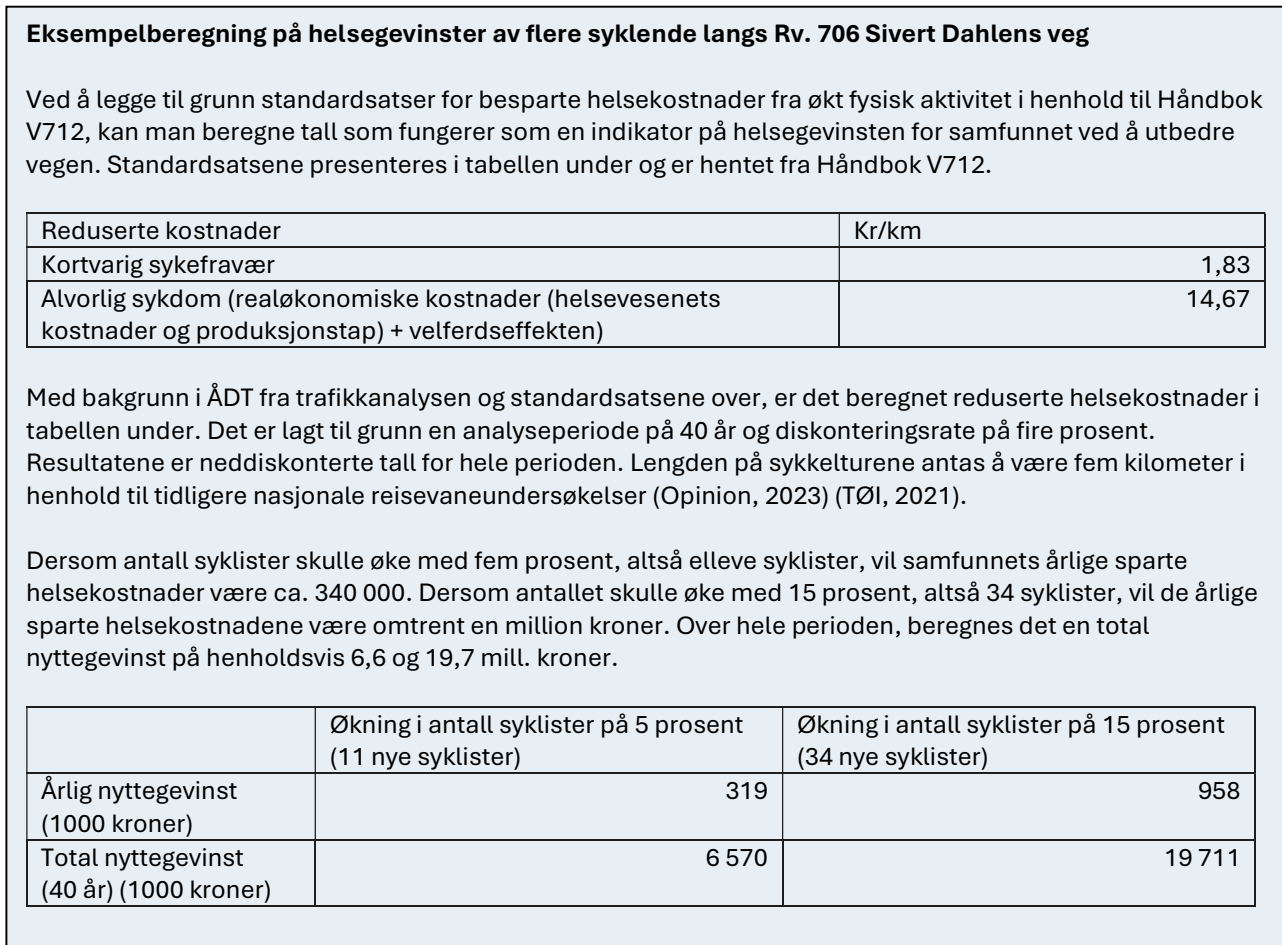 Eksempelberegning på helsegevinster av flere syklende langs Rv. 706 Sivert Dahlens veg
Ved å legge til grunn standardsatser for besparte helsekostnader fra økt fysisk aktivitet i henhold til Håndbok
V712, kan man beregne tall som fungerer som en indikator på helsegevinsten for samfunnet ved å utbedre
vegen. Standardsatsene presenteres i tabellen under og er hentet fra Håndbok V712.
Reduserte kostnader Kr/km
Kortvarig sykefravær 1,83
Alvorlig sykdom (realøkonomiske kostnader (helsevesenets 14,67
kostnader og produksjonstap) + velferdseffekten)
Med bakgrunn i ÅDT fra trafikkanalysen og standardsatsene over, er det beregnet reduserte helsekostnader i
tabellen under. Det er lagt til grunn en analyseperiode på 40 år og diskonteringsrate på fire prosent.
Resultatene er neddiskonterte tall for hele perioden. Lengden på sykkelturene antas å være fem kilometer i
henhold til tidligere nasjonale reisevaneundersøkelser (Opinion, 2023) (TØI, 2021).
Dersom antall syklister skulle øke med fem prosent, altså elleve syklister, vil samfunnets årlige sparte
helsekostnader være ca. 340 000. Dersom antallet skulle øke med 15 prosent, altså 34 syklister, vil de årlige
sparte helsekostnadene være omtrent en million kroner. Over hele perioden, beregnes det en total
nyttegevinst på henholdsvis 6,6 og 19,7 mill. kroner.
Økning i antall syklister på 5 prosent Økning i antall syklister på 15 prosent
(11 nye syklister) (34 nye syklister)
Årlig nyttegevinst 319 958
(1000 kroner)
Total nyttegevinst 6 570 19 711
(40 år) (1000 kroner)